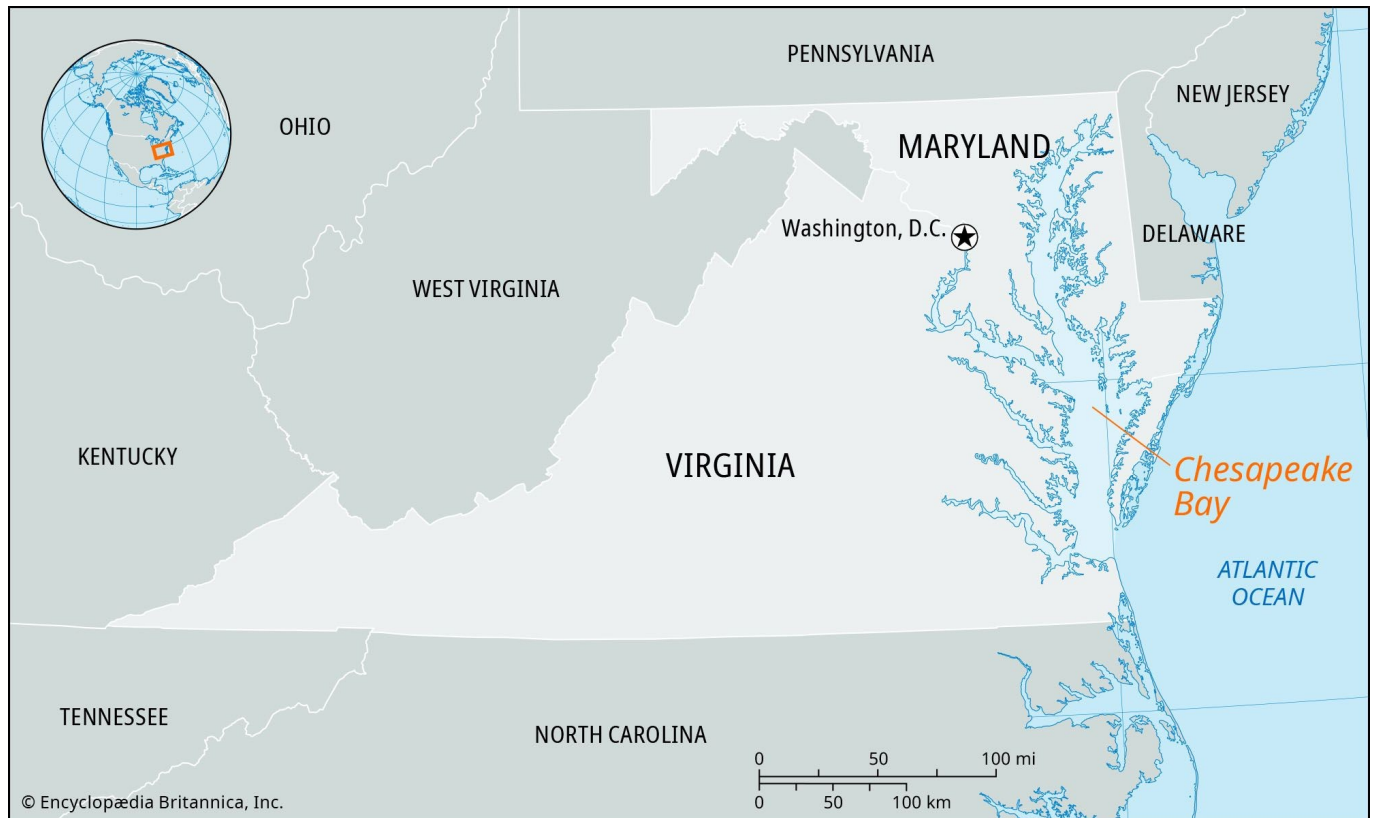 PENNSYLVANIA
NEW JERSEY
OHIO
MARYLAND
Washington, D.C.
DELAWARE
WEST VIRGINIA
KENTUCKY
VIRGINIA
Chesapeake
Bay
ATLANTIC
OCEAN
TENNESSEE
NORTH CAROLINA
0 50 100 mi
0 50 100 km
© Encyclopædia Britannica, Inc.